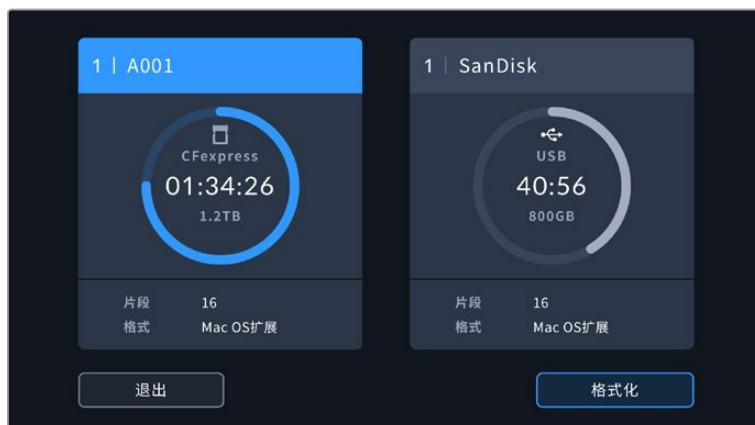 1 | A001
CFexpress
01:34:26
1.2TB
片段 16
格式 Mac OS扩展
1 | SanDisk
USB
40:56
800GB
片段 16
格式 Mac OS扩展
退出
格式化